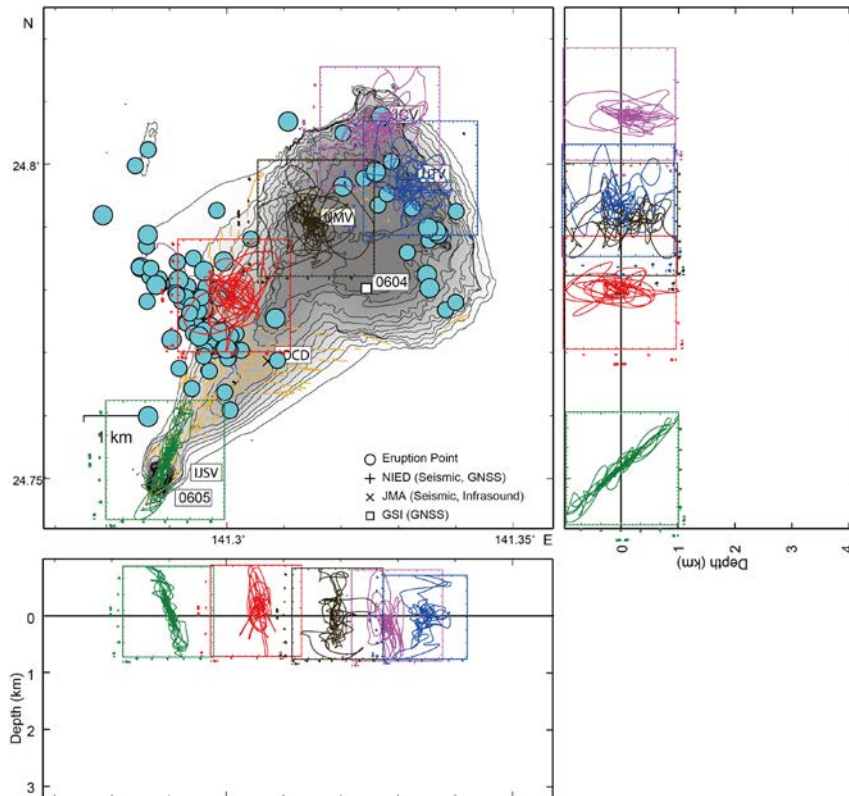 N
24.8
24.75
JCV
NTV
NMV
0604
OCD
IJSV
0605
1 km
Eruption Point
NIED (Seismic, GNSS)
JMA (Seismic, Infrasound)
GSI (GNSS)
141.3°
E
141.35°
0
1
2
3
4
Depth (km)
0
1
2
3
Depth (km)